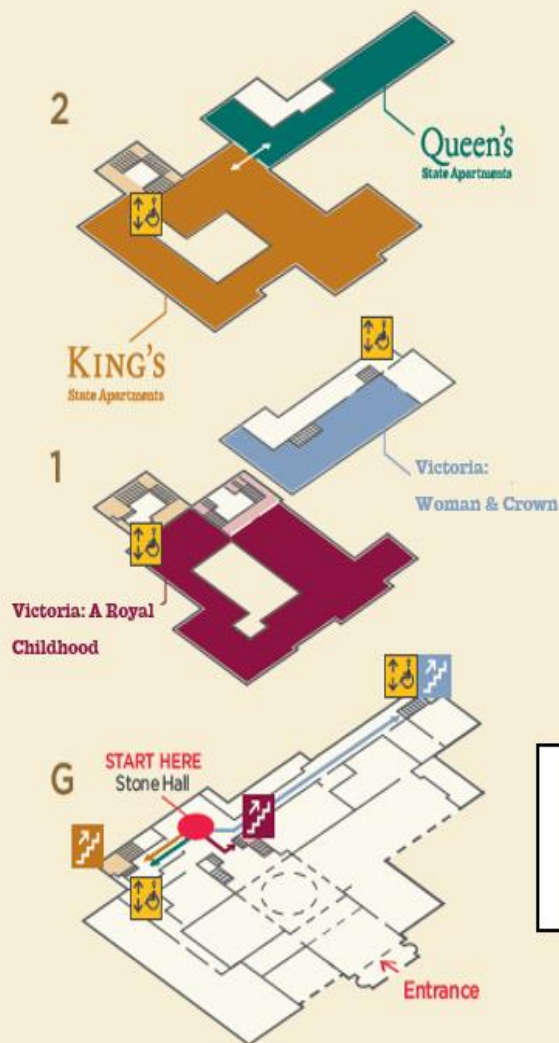 2
Queen's
State Apartments
KING'S
State Apartments
1
Victoria:
Woman & Crown
Victoria: A Royal
Childhood
G
START HERE
Stone Hall
Entrance